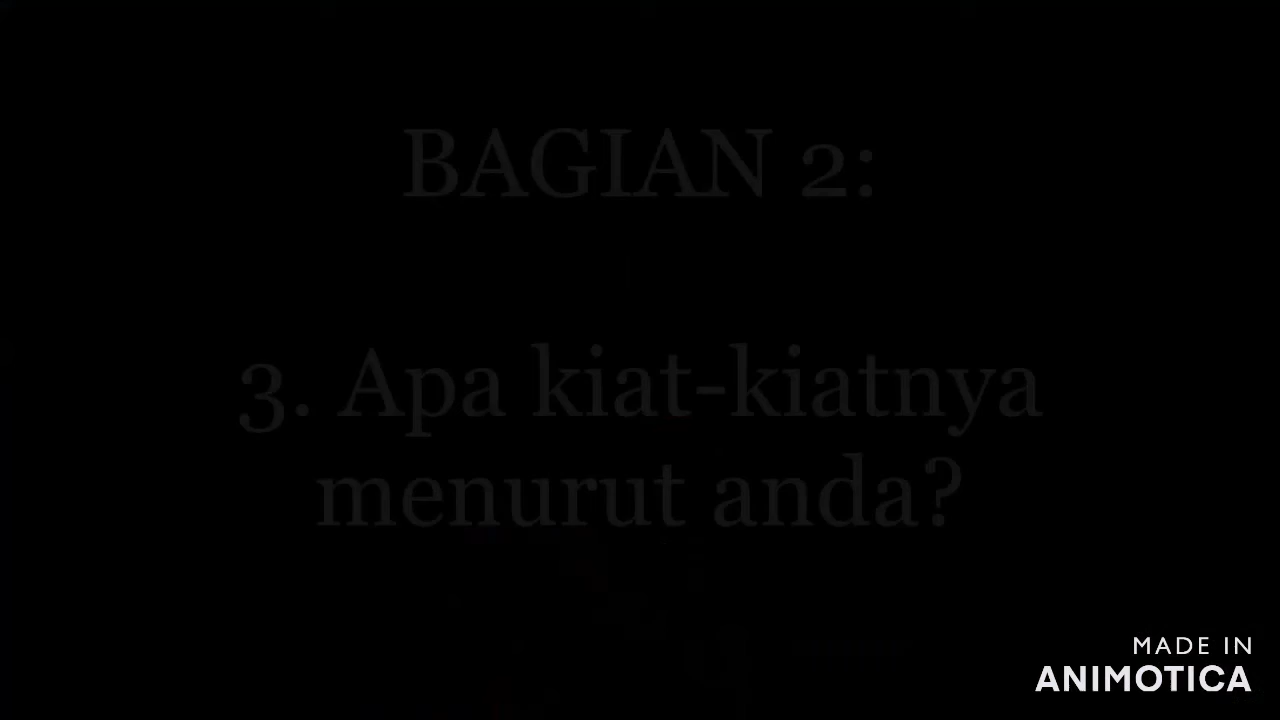 BAGIAN 2:
3. Apa kiat-kiatnya
menurut anda?
MADE IN
ANIMOTICA